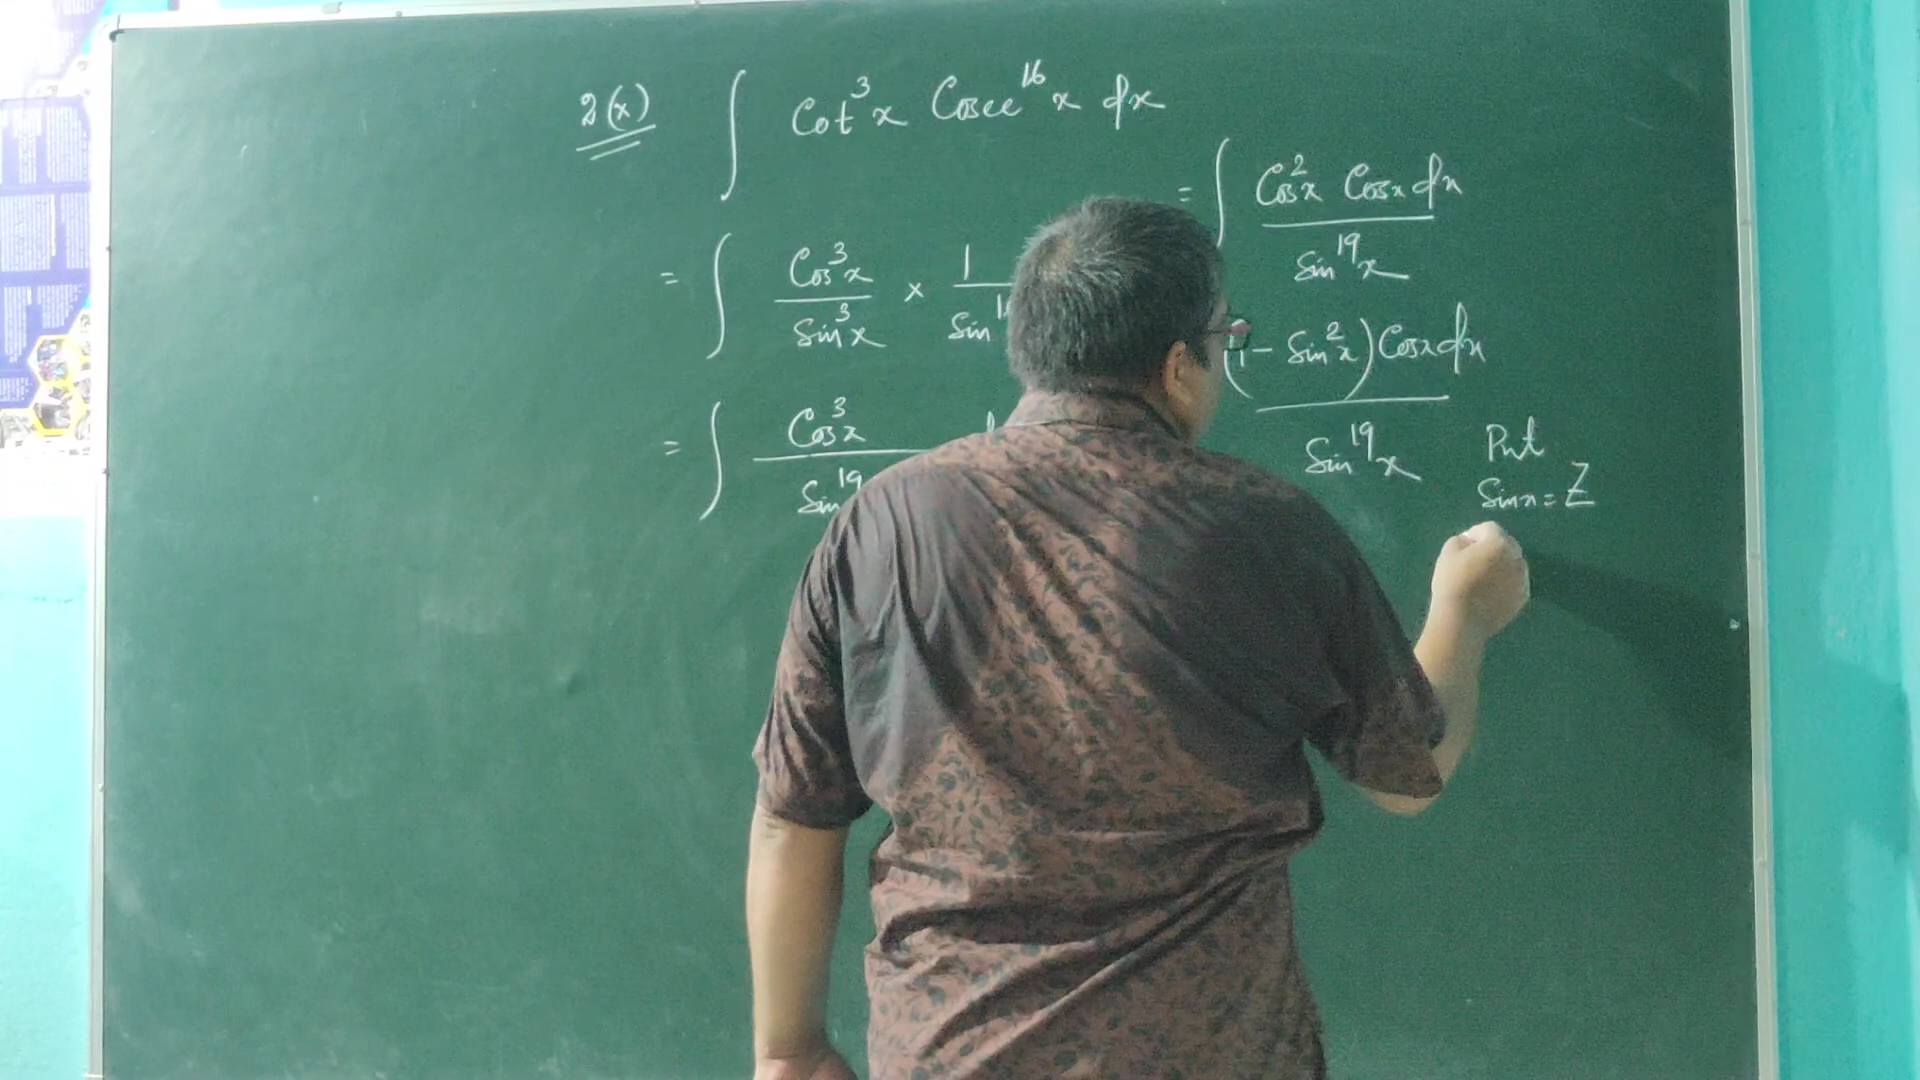 2(x) ∫ Cot³x Cosec¹⁶x dx
= ∫ Cos³x / Sin³x × 1 / Sin
= ∫ Cos³x / Sin¹⁹
= ∫ Cos²x Cosx dx / Sin¹⁹x
(1 - Sin²x) Cosx dx / Sin¹⁹x
Put
Sinx = Z